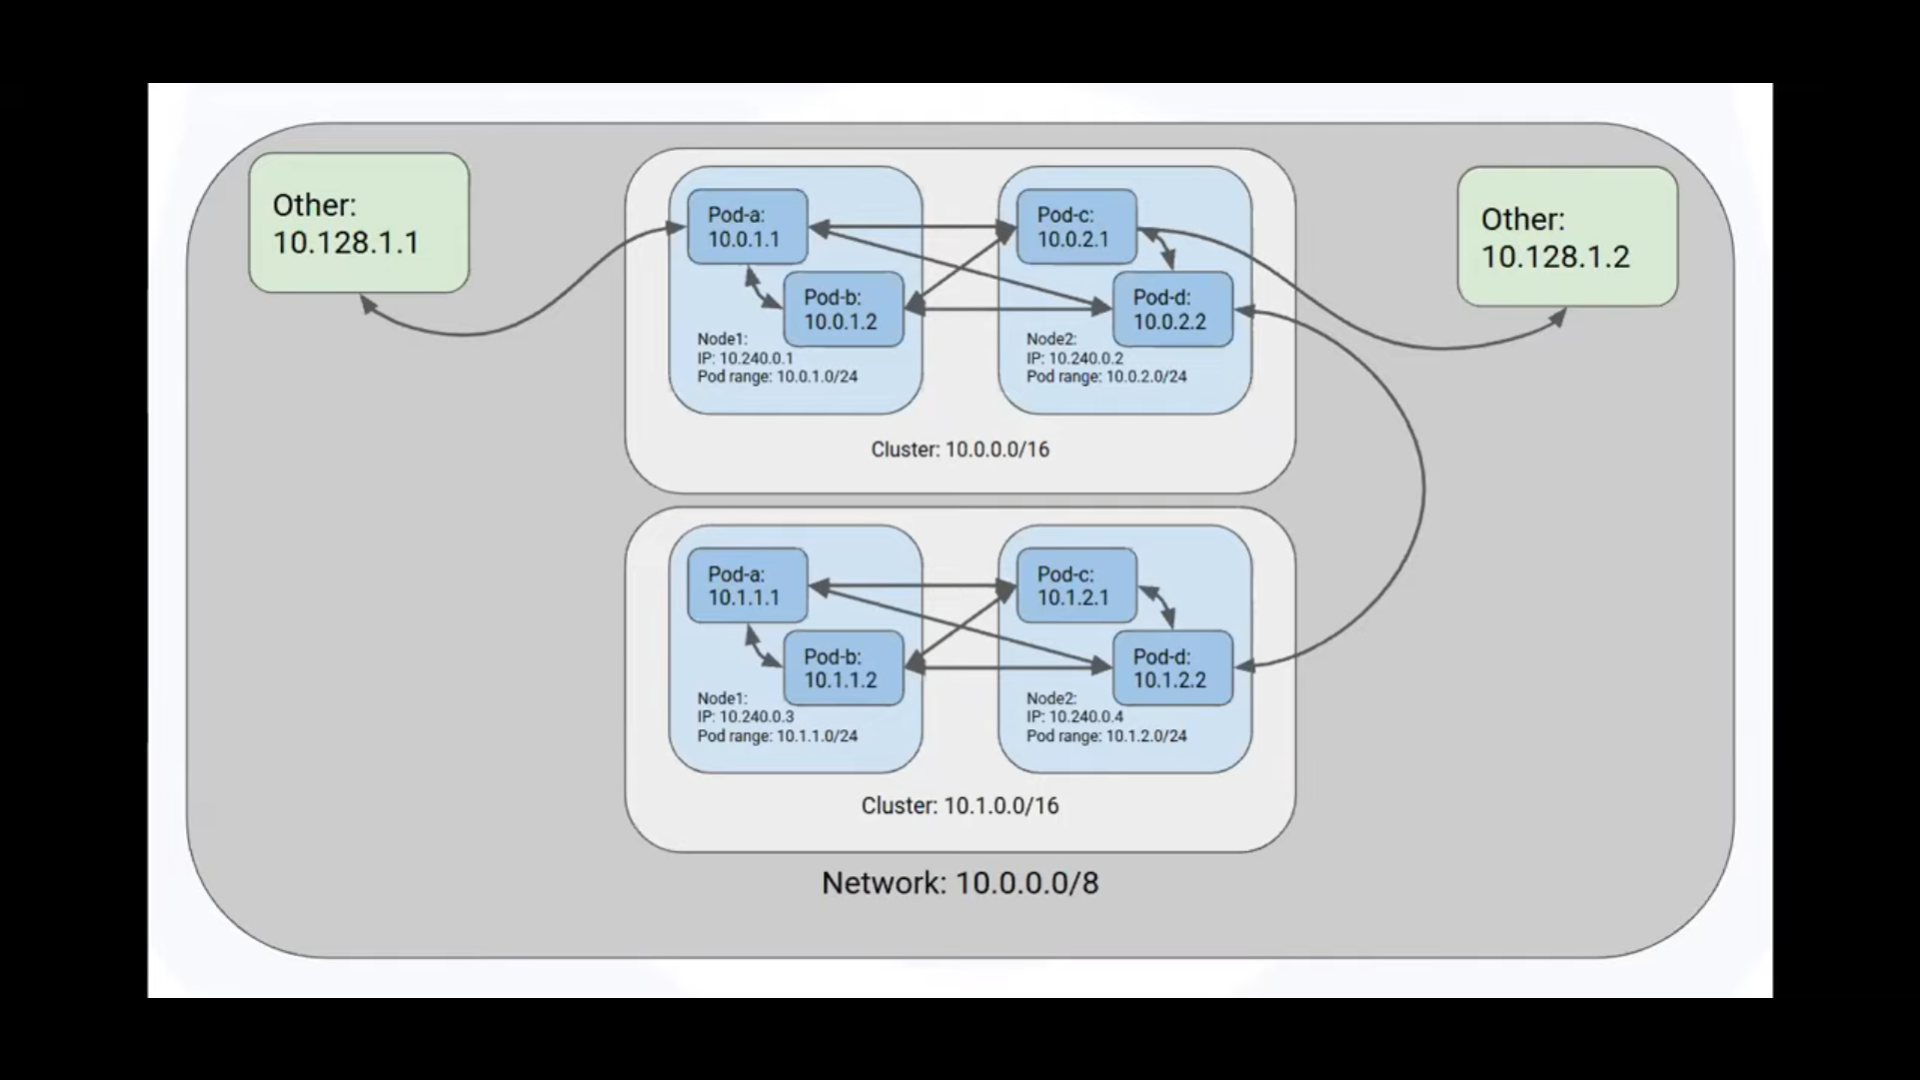 Other:
10.128.1.1
Pod-a:
10.0.1.1
Pod-b:
10.0.1.2
Node1:
IP: 10.240.0.1
Pod range: 10.0.1.0/24
Pod-c:
10.0.2.1
Pod-d:
10.0.2.2
Node2:
IP: 10.240.0.2
Pod range: 10.0.2.0/24
Other:
10.128.1.2
Cluster: 10.0.0.0/16
Pod-a:
10.1.1.1
Pod-b:
10.1.1.2
Node1:
IP: 10.240.0.3
Pod range: 10.1.1.0/24
Pod-c:
10.1.2.1
Pod-d:
10.1.2.2
Node2:
IP: 10.240.0.4
Pod range: 10.1.2.0/24
Cluster: 10.1.0.0/16
Network: 10.0.0.0/8